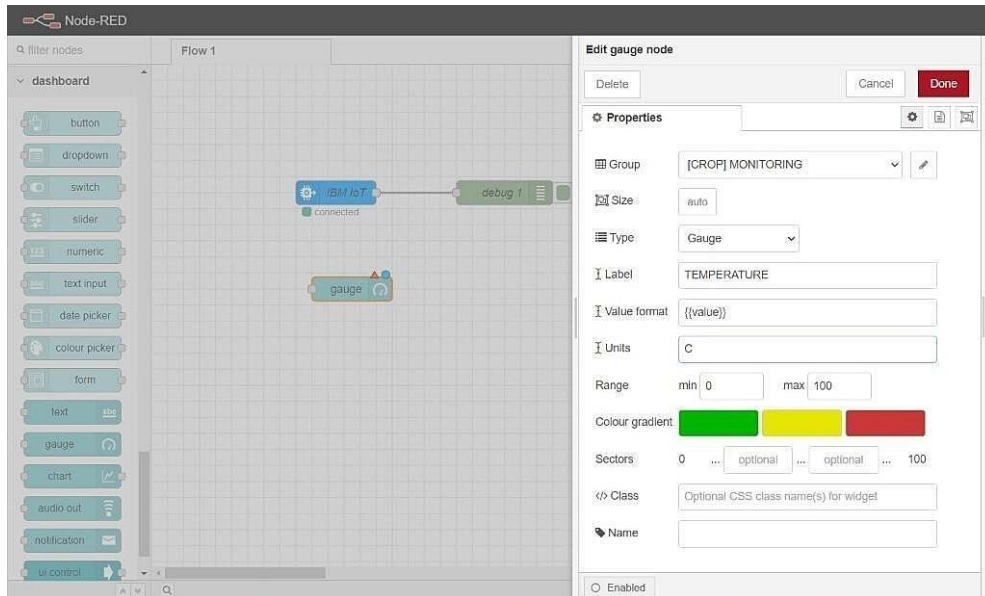 Node-RED
filter nodes
Flow 1
dashboard
button
dropdown
switch
slider
123 numeric
abc text input
date picker
colour picker
form
text abc
gauge
chart
audio out
notification
ui control
IBM IoT
connected
debug 1
gauge
Edit gauge node
Delete Cancel Done
Properties
Group [CROP] MONITORING
Size auto
Type Gauge
Label TEMPERATURE
Value format {{value}}
Units C
Range min 0 max 100
Colour gradient
Sectors 0 ... optional ... optional ... 100
</> Class Optional CSS class name(s) for widget
Name
Enabled